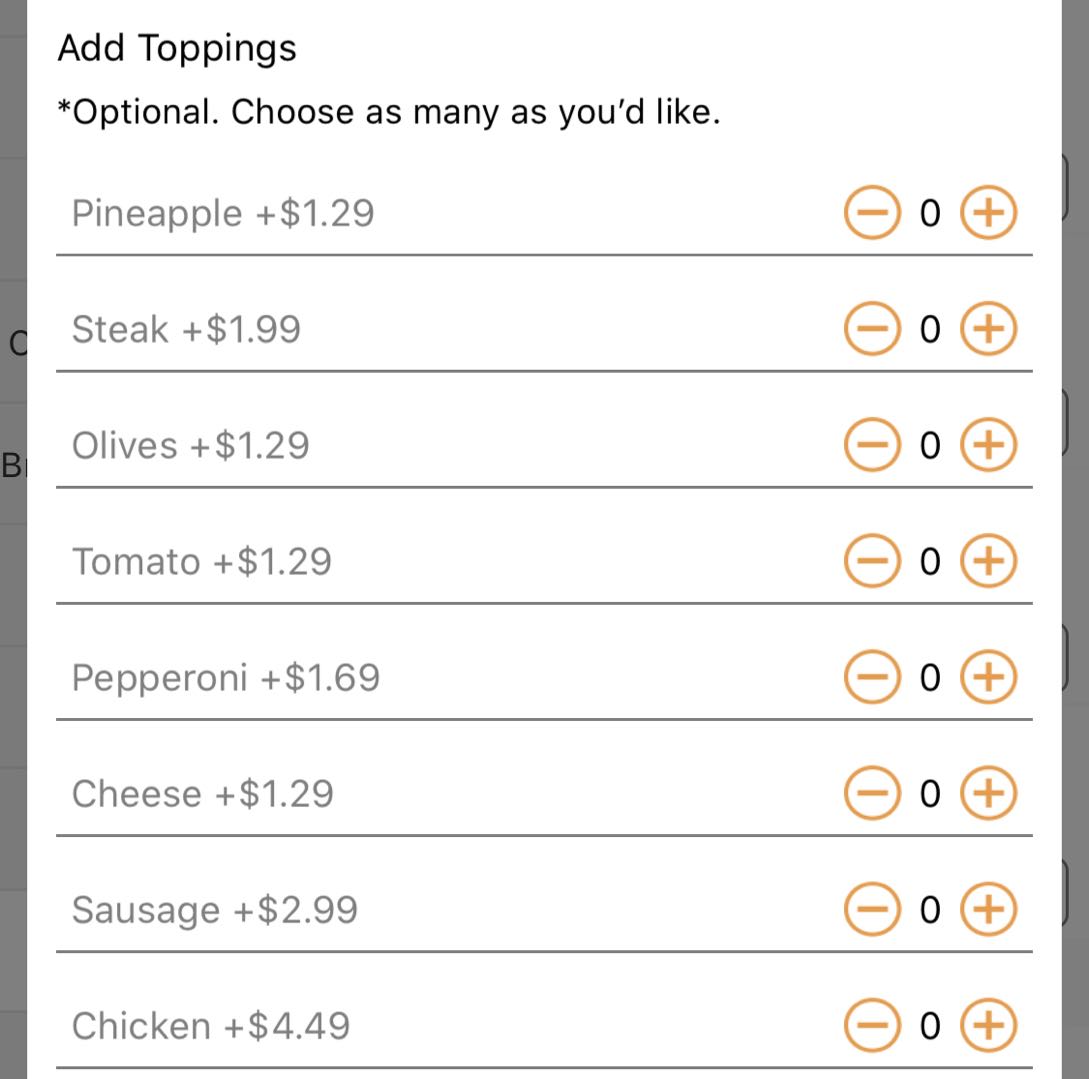 Add Toppings
*Optional. Choose as many as you’d like.
Pineapple +$1.29 0
Steak +$1.99 0
Olives +$1.29 0
Tomato +$1.29 0
Pepperoni +$1.69 0
Cheese +$1.29 0
Sausage +$2.99 0
Chicken +$4.49 0